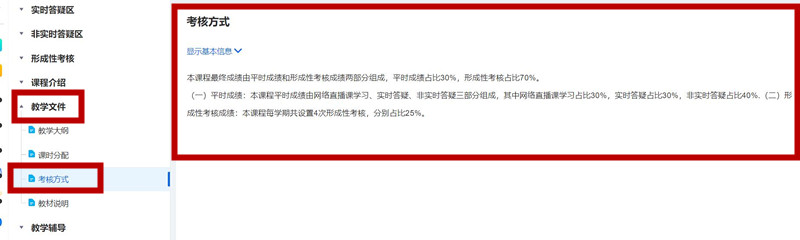 实时答疑区
非实时答疑区
形成性考核
课程介绍
教学文件
教学大纲
课时分配
考核方式
教材说明
教学辅导
考核方式
显示基本信息
本课程最终成绩由平时成绩和形成性考核成绩两部分组成，平时成绩占比30%，形成性考核占比70%。
（一）平时成绩：本课程平时成绩由网络直播课学习、实时答疑、非实时答疑三部分组成，其中网络直播课学习占比30%，实时答疑占比30%，非实时答疑占比40%.（二）形
成性考核成绩：本课程每学期共设置4次形成性考核，分别占比25%。